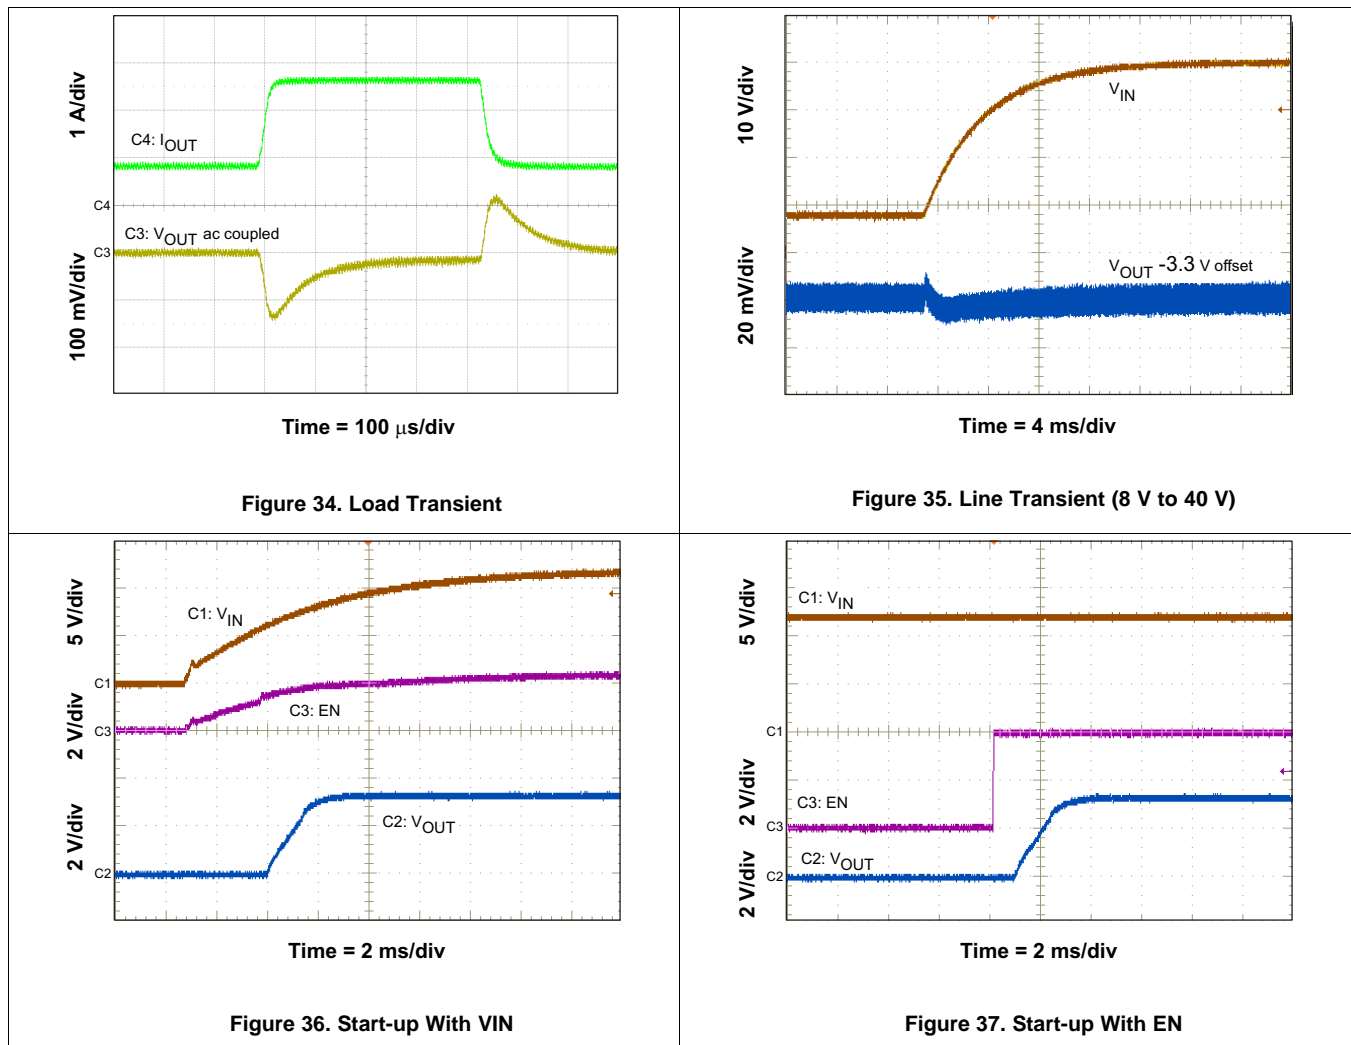 1 A/div
100 mV/div
C4: IOUT
C4
C3: VOUT ac coupled
C3
Time = 100 μs/div
Figure 34. Load Transient
10 V/div
20 mV/div
VIN
VOUT -3.3 V offset
Time = 4 ms/div
Figure 35. Line Transient (8 V to 40 V)
5 V/div
2 V/div
2 V/div
C1: VIN
C1
C3: EN
C3
C2: VOUT
C2
Time = 2 ms/div
Figure 36. Start-up With VIN
5 V/div
2 V/div
2 V/div
C1: VIN
C1
C3: EN
C3
C2: VOUT
C2
Time = 2 ms/div
Figure 37. Start-up With EN